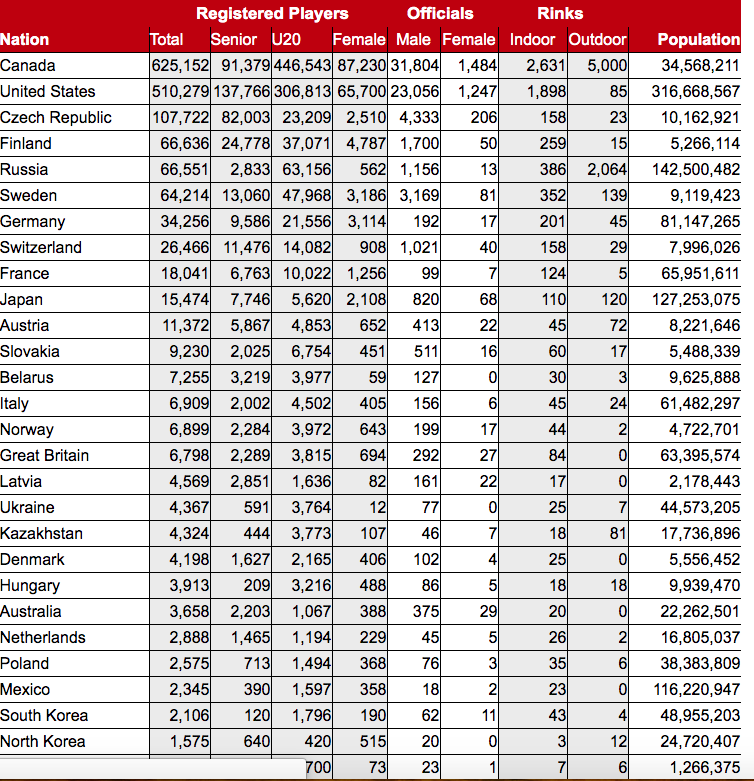 Registered Players Officials Rinks
Nation Total Senior U20 Female Male Female Indoor Outdoor Population
Canada 625,152 91,379 446,543 87,230 31,804 1,484 2,631 5,000 34,568,211
United States 510,279 137,766 306,813 65,700 23,056 1,247 1,898 85 316,668,567
Czech Republic 107,722 82,003 23,209 2,510 4,333 206 158 23 10,162,921
Finland 66,636 24,778 37,071 4,787 1,700 50 259 15 5,266,114
Russia 66,551 2,833 63,156 562 1,156 13 386 2,064 142,500,482
Sweden 64,214 13,060 47,968 3,186 3,169 81 352 139 9,119,423
Germany 34,256 9,586 21,556 3,114 192 17 201 45 81,147,265
Switzerland 26,466 11,476 14,082 908 1,021 40 158 29 7,996,026
France 18,041 6,763 10,022 1,256 99 7 124 5 65,951,611
Japan 15,474 7,746 5,620 2,108 820 68 110 120 127,253,075
Austria 11,372 5,867 4,853 652 413 22 45 72 8,221,646
Slovakia 9,230 2,025 6,754 451 511 16 60 17 5,488,339
Belarus 7,255 3,219 3,977 59 127 0 30 3 9,625,888
Italy 6,909 2,002 4,502 405 156 6 45 24 61,482,297
Norway 6,899 2,284 3,972 643 199 17 44 2 4,722,701
Great Britain 6,798 2,289 3,815 694 292 27 84 0 63,395,574
Latvia 4,569 2,851 1,636 82 161 22 17 0 2,178,443
Ukraine 4,367 591 3,764 12 77 0 25 7 44,573,205
Kazakhstan 4,324 444 3,773 107 46 7 18 81 17,736,896
Denmark 4,198 1,627 2,165 406 102 4 25 0 5,556,452
Hungary 3,913 209 3,216 488 86 5 18 18 9,939,470
Australia 3,658 2,203 1,067 388 375 29 20 0 22,262,501
Netherlands 2,888 1,465 1,194 229 45 5 26 2 16,805,037
Poland 2,575 713 1,494 368 76 3 35 6 38,383,809
Mexico 2,345 390 1,597 358 18 2 23 0 116,220,947
South Korea 2,106 120 1,796 190 62 11 43 4 48,955,203
North Korea 1,575 640 420 515 20 0 3 12 24,720,407
700 73 23 1 7 6 1,266,375